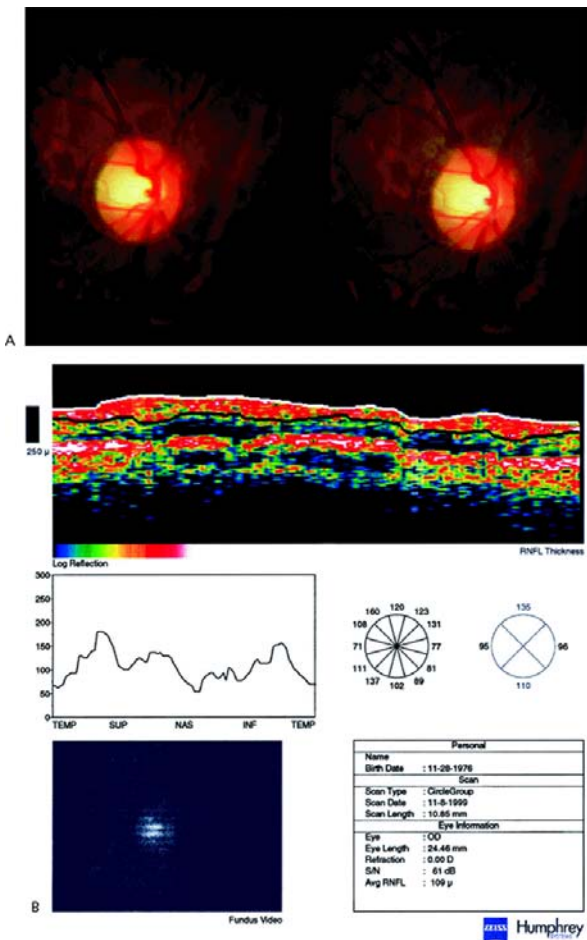 A
250 µ
Log Reflection
RNFL Thickness
300
250
200
150
100
50
0
TEMP SUP NAS INF TEMP
160 120 123
108 131
71 77
111 81
137 102 89
135
95 96
110
Personal
Name
Birth Date : 11-28-1976
Scan
Scan Type : CircleGroup
Scan Date : 11-8-1999
Scan Length : 10.85 mm
Eye Information
Eye : OD
Eye Length : 24.46 mm
Refraction : 0.00 D
S/N : 61 dB
Avg RNFL : 109 µ
B
Fundus Video
ZEISS Humphrey
SYSTEMS